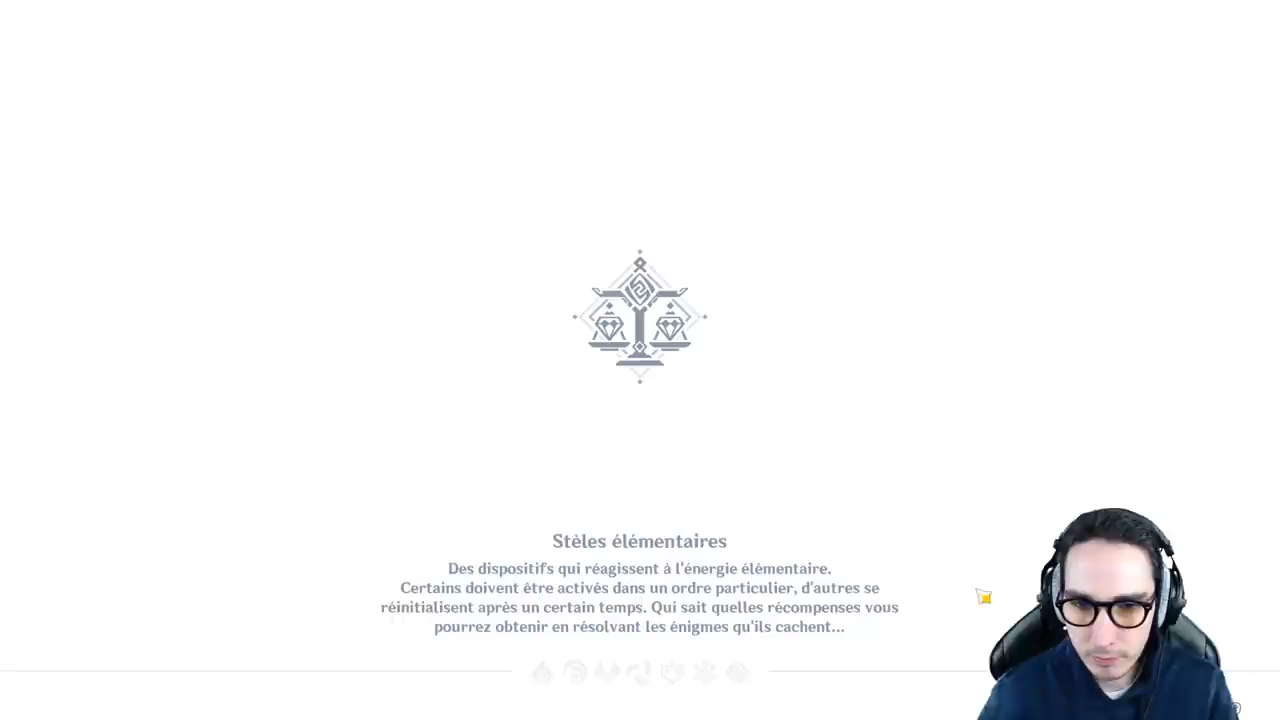 Stèles élémentaires
Des dispositifs qui réagissent à l'énergie élémentaire.
Certains doivent être activés dans un ordre particulier, d'autres se
réinitialisent après un certain temps. Qui sait quelles récompenses vous
pourrez obtenir en résolvant les énigmes qu'ils cachent...